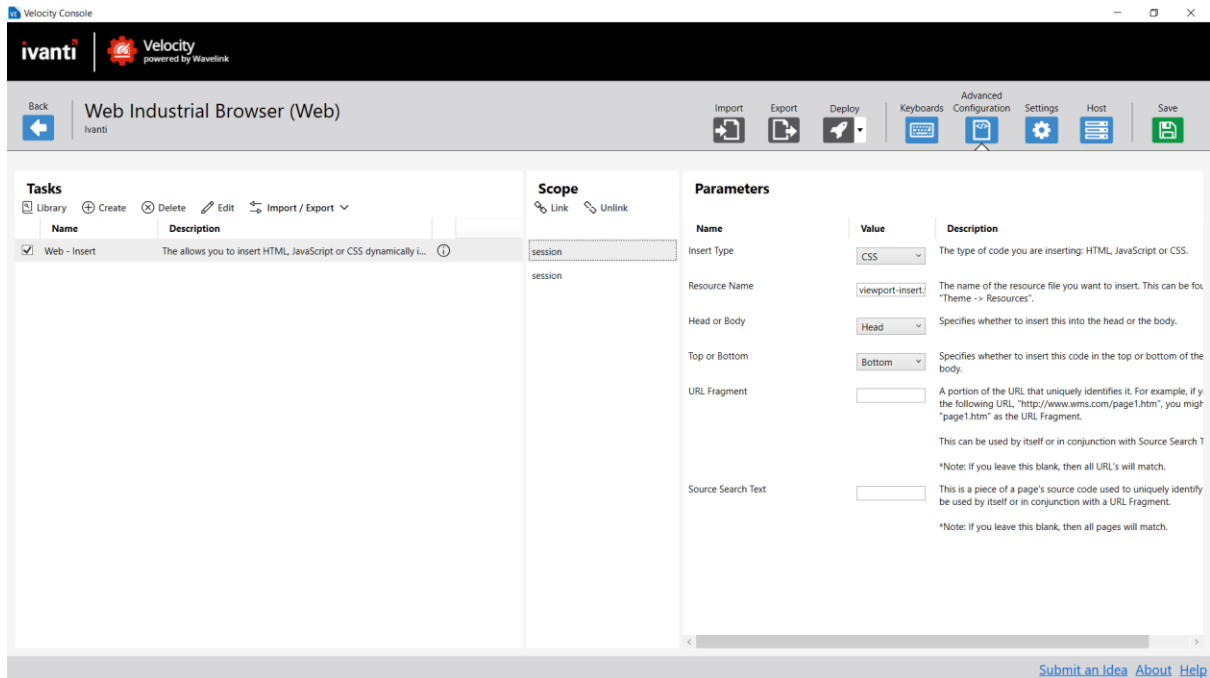 Velocity Console
ivanti
Velocity
powered by Wavelink
Back
Web Industrial Browser (Web)
Ivanti
Import
Export
Deploy
Keyboards
Advanced
Configuration
Settings
Host
Save
Tasks
Library Create Delete Edit Import / Export
Name Description
Web - Insert The allows you to insert HTML, JavaScript or CSS dynamically i...
Scope
Link Unlink
session
session
Parameters
Name Value Description
Insert Type CSS The type of code you are inserting: HTML, JavaScript or CSS.
Resource Name viewport-insert. The name of the resource file you want to insert. This can be fou
"Theme -> Resources".
Head or Body Head Specifies whether to insert this into the head or the body.
Top or Bottom Bottom Specifies whether to insert this code in the top or bottom of the
body.
URL Fragment A portion of the URL that uniquely identifies it. For example, if y
the following URL, "http://www.wms.com/page1.htm", you migh
"page1.htm" as the URL Fragment.
This can be used by itself or in conjunction with Source Search T
*Note: If you leave this blank, then all URL's will match.
Source Search Text This is a piece of a page's source code used to uniquely identify
be used by itself or in conjunction with a URL Fragment.
*Note: If you leave this blank, then all pages will match.
Submit an Idea About Help